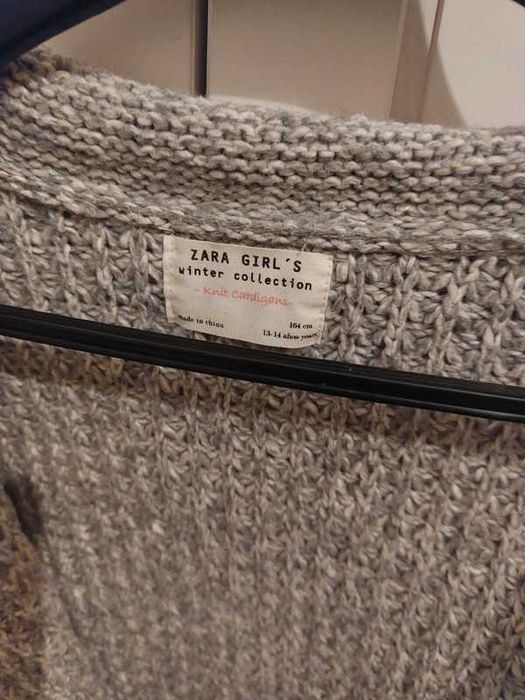 ZARA GIRL´S
winter collection
- Knit Cardigans-
made in china 164 cm
13-14 años-years